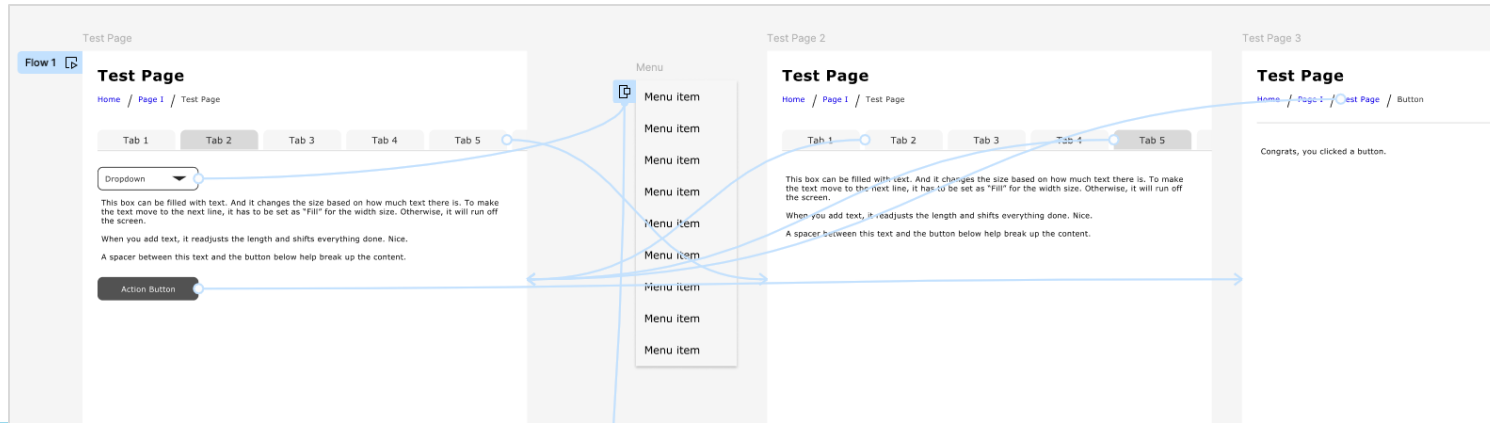 Test Page
Test Page 2
Test Page 3
Flow 1
Test Page
Home / Page 1 / Test Page
Tab 1 Tab 2 Tab 3 Tab 4 Tab 5
Dropdown
This box can be filled with text. And it changes the size based on how much text there is. To make
the text move to the next line, it has to be set as “Fill” for the width size. Otherwise, it will run off
the screen.
When you add text, it readjusts the length and shifts everything done. Nice.
A spacer between this text and the button below help break up the content.
Action Button
Menu
Menu item
Menu item
Menu item
Menu item
Menu item
Menu item
Menu item
Menu item
Menu item
Test Page
Home / Page 1 / Test Page
Tab 1 Tab 2 Tab 3 Tab 4 Tab 5
This box can be filled with text. And it changes the size based on how much text there is. To make
the text move to the next line, it has to be set as “Fill” for the width size. Otherwise, it will run off
the screen.
When you add text, it readjusts the length and shifts everything done. Nice.
A spacer between this text and the button below help break up the content.
Test Page
Home / Page 1 / Test Page / Button
Congrats, you clicked a button.